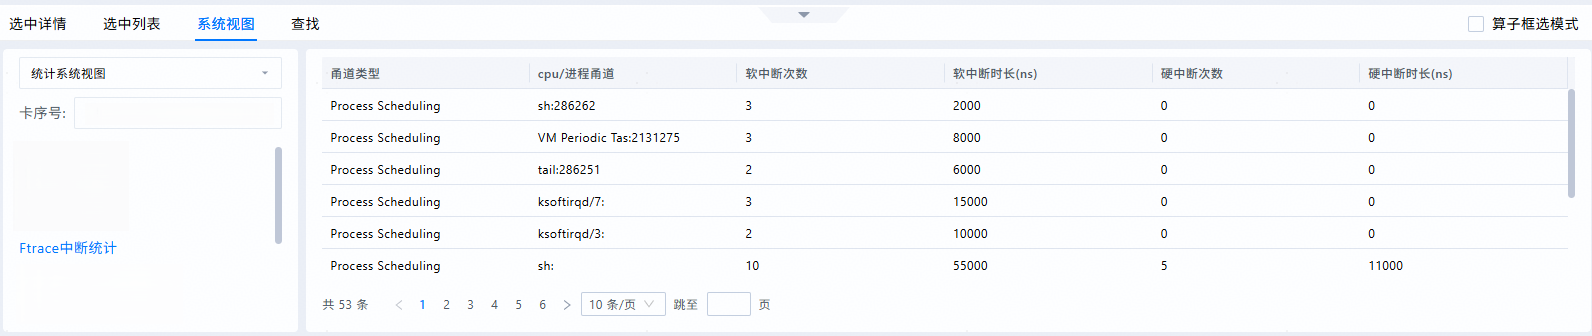 选中详情 选中列表 系统视图 查找 算子框选模式
统计系统视图
卡序号:
Ftrace中断统计
甬道类型 cpu/进程甬道 软中断次数 软中断时长(ns) 硬中断次数 硬中断时长(ns)
Process Scheduling sh:286262 3 2000 0 0
Process Scheduling VM Periodic Tas:2131275 3 8000 0 0
Process Scheduling tail:286251 2 6000 0 0
Process Scheduling ksoftirqd/7: 3 15000 0 0
Process Scheduling ksoftirqd/3: 2 10000 0 0
Process Scheduling sh: 10 55000 5 11000
共 53 条 < 1 2 3 4 5 6 > 10 条/页 跳至 页